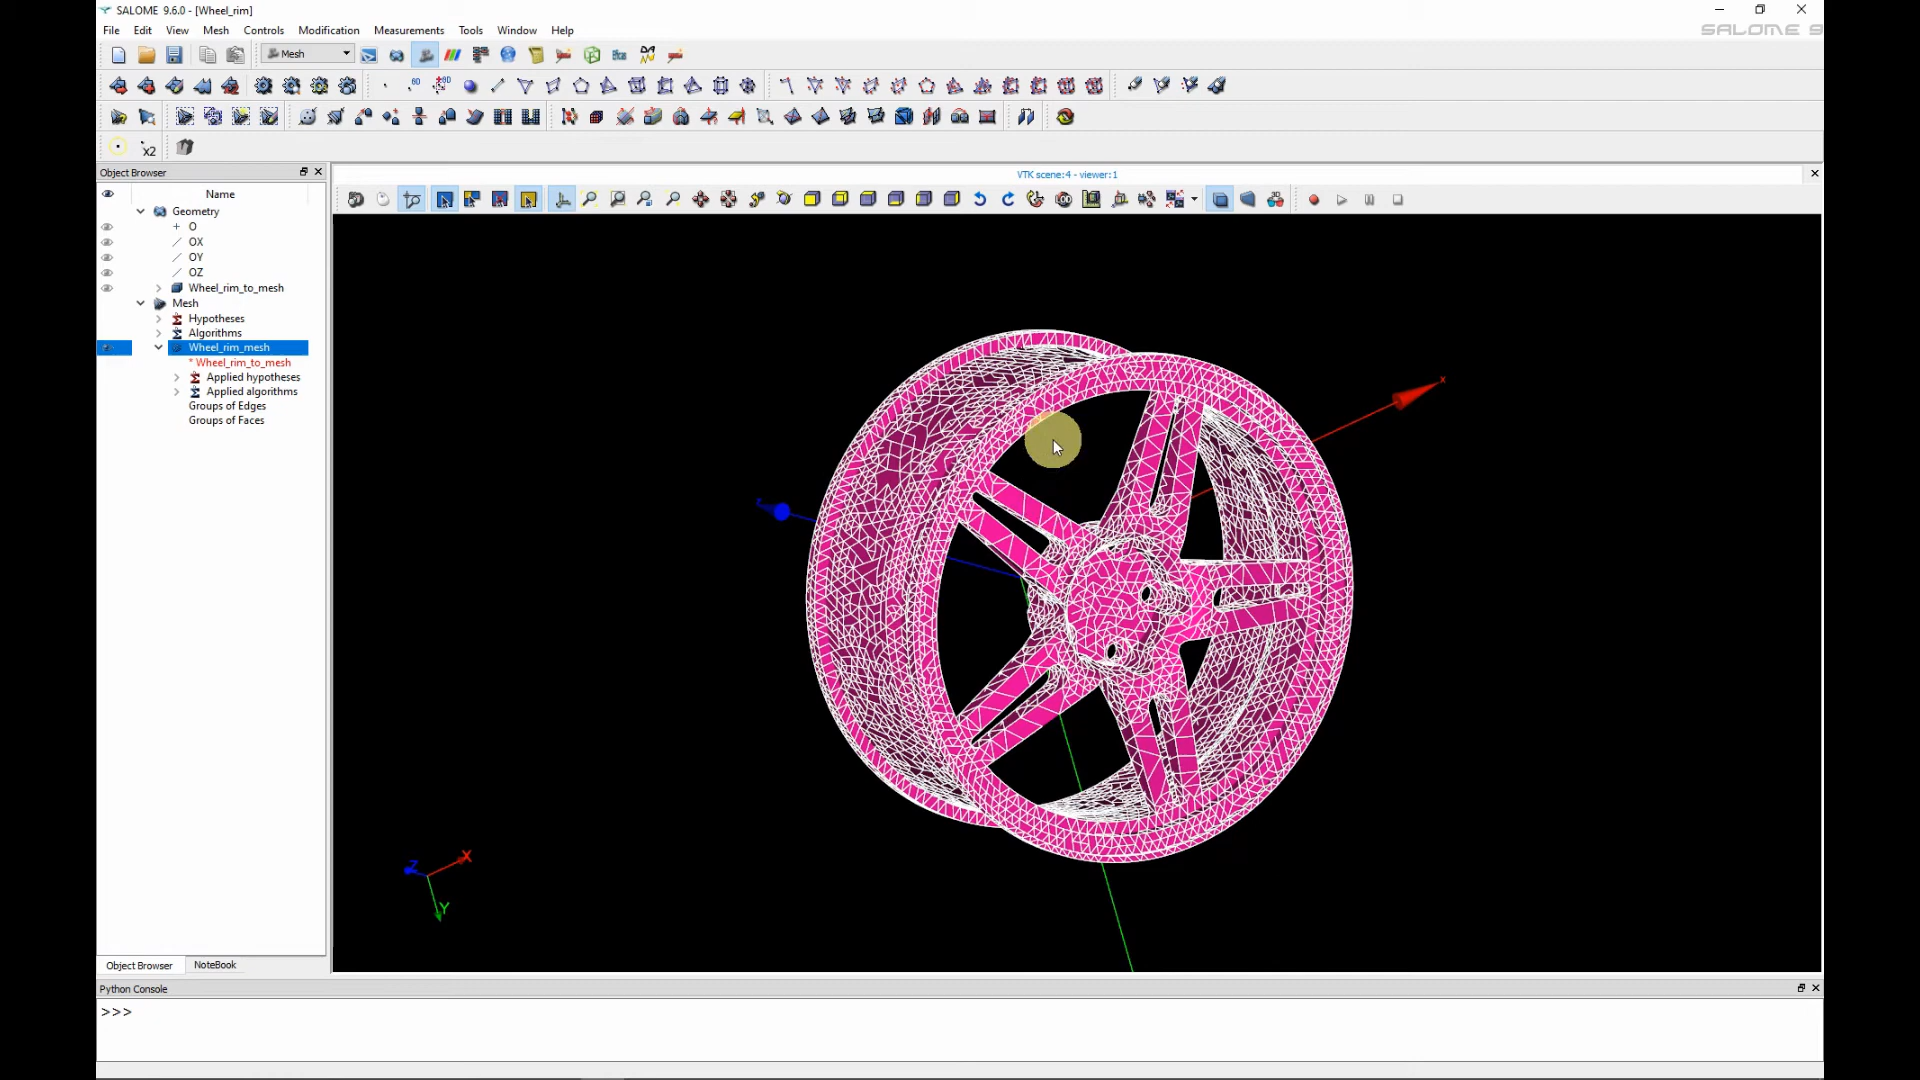 SALOME 9.6.0 - [Wheel_rim]
File Edit View Mesh Controls Modification Measurements Tools Window Help
SALOME 9
Mesh
x2
Object Browser
VTK scene:4 - viewer:1
Name
Geometry
O
OX
OY
OZ
Wheel_rim_to_mesh
Mesh
Hypotheses
Algorithms
Wheel_rim_mesh
* Wheel_rim_to_mesh
Applied hypotheses
Applied algorithms
Groups of Edges
Groups of Faces
X
Z
X
Y
Object Browser NoteBook
Python Console
>>>